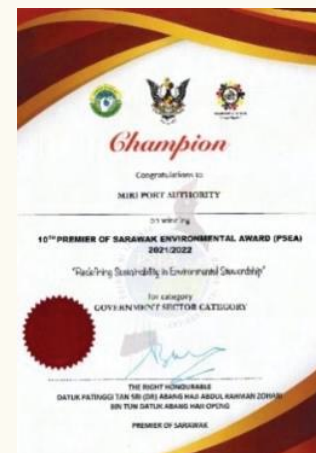 Champion
Congratulations to
MIRI PORT AUTHORITY
on winning
10TH PREMIER OF SARAWAK ENVIRONMENTAL AWARD (PSEA)
2021/2022
"Redefining Sustainability in Environmental Stewardship"
for category
GOVERNMENT SECTOR CATEGORY
THE RIGHT HONOURABLE
DATUK PATINGGI TAN SRI (DR) ABANG HAJI ABDUL RAHMAN ZOHARI
BIN TUN DATUK ABANG HAJI OPENG
PREMIER OF SARAWAK